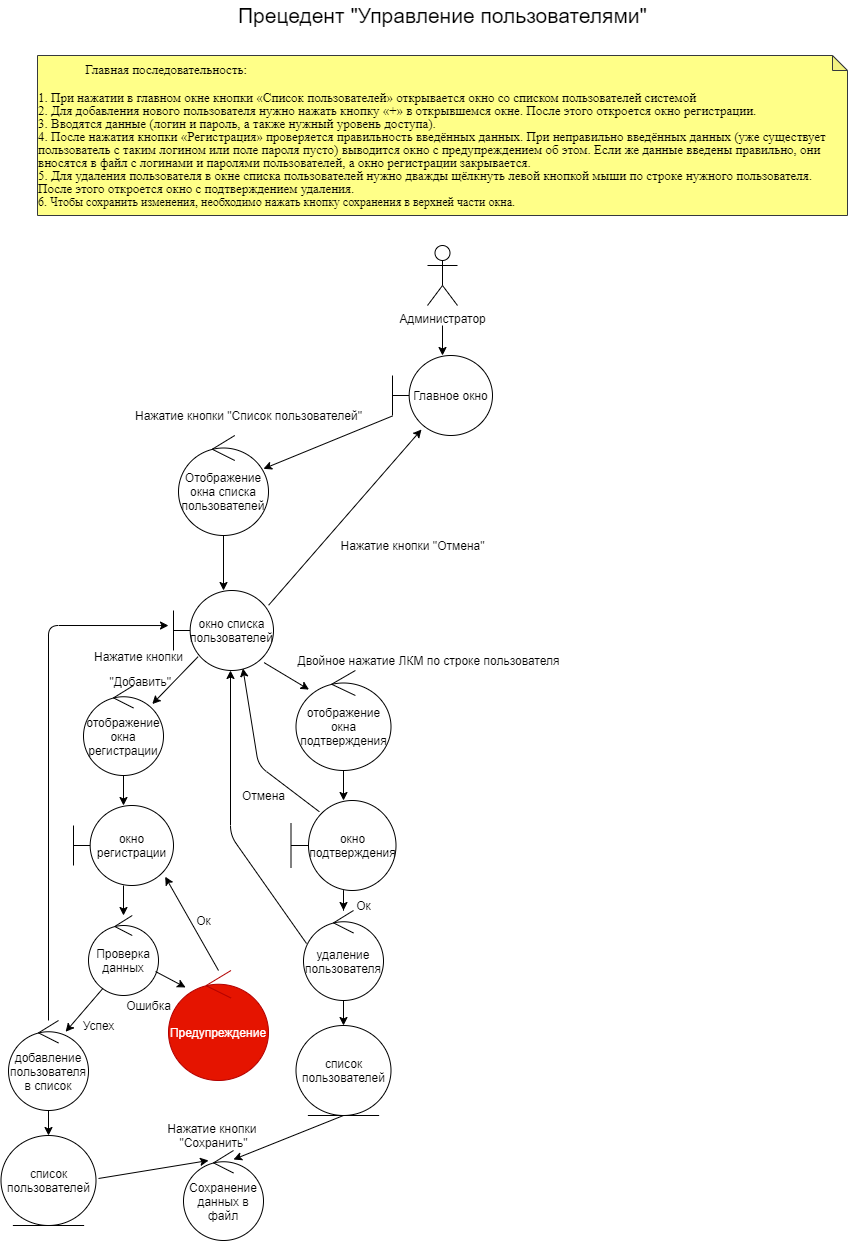 Прецедент "Управление пользователями"
Главная последовательность:
1. При нажатии в главном окне кнопки «Список пользователей» открывается окно со списком пользователей системой
2. Для добавления нового пользователя нужно нажать кнопку «+» в открывшемся окне. После этого откроется окно регистрации.
3. Вводятся данные (логин и пароль, а также нужный уровень доступа).
4. После нажатия кнопки «Регистрация» проверяется правильность введённых данных. При неправильно введённых данных (уже существует
пользователь с таким логином или поле пароля пусто) выводится окно с предупреждением об этом. Если же данные введены правильно, они
вносятся в файл с логинами и паролями пользователей, а окно регистрации закрывается.
5. Для удаления пользователя в окне списка пользователей нужно дважды щёлкнуть левой кнопкой мыши по строке нужного пользователя.
После этого откроется окно с подтверждением удаления.
6. Чтобы сохранить изменения, необходимо нажать кнопку сохранения в верхней части окна.
Администратор
Главное окно
Нажатие кнопки "Список пользователей"
Отображение
окна списка
пользователей
Нажатие кнопки "Отмена"
окно списка
пользователей
Нажатие кнопки
"Добавить"
Двойное нажатие ЛКМ по строке пользователя
отображение
окна
регистрации
отображение
окна
подтверждения
Отмена
окно
регистрации
окно
подтверждения
Ок
Ок
Проверка
данных
удаление
пользователя
Ошибка
Успех
Предупреждение
добавление
пользователя
в список
список
пользователей
Нажатие кнопки
"Сохранить"
список
пользователей
Сохранение
данных в
файл